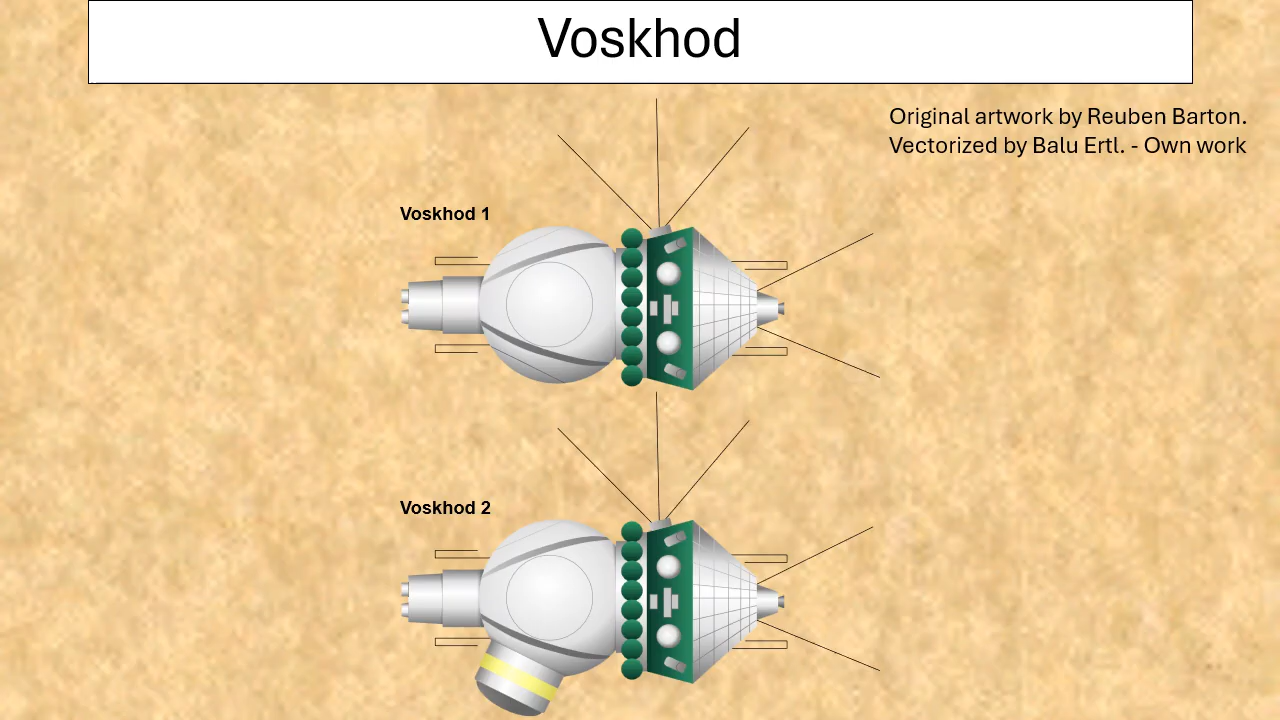 Voskhod
Original artwork by Reuben Barton.
Vectorized by Balu Ertl. - Own work
Voskhod 1
Voskhod 2